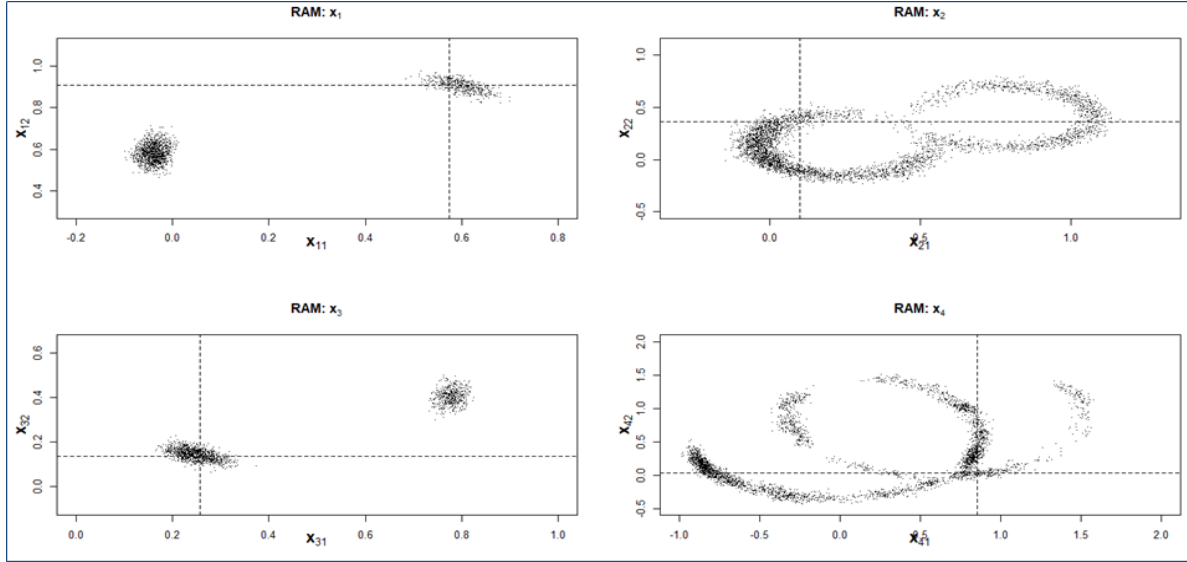 RAM: x₁
x₁₂
0.4 0.6 0.8 1.0
-0.2 0.0 0.2 0.4 0.6 0.8
x₁₁
RAM: x₂
x₂₂
-0.5 0.0 0.5 1.0
0.0 0.5 1.0
x₂₁
RAM: x₃
x₃₂
0.0 0.2 0.4 0.6
0.0 0.2 0.4 0.6 0.8 1.0
x₃₁
RAM: x₄
x₄₂
-0.5 0.0 0.5 1.0 1.5 2.0
-1.0 -0.5 0.0 0.5 1.0 1.5 2.0
x₄₁